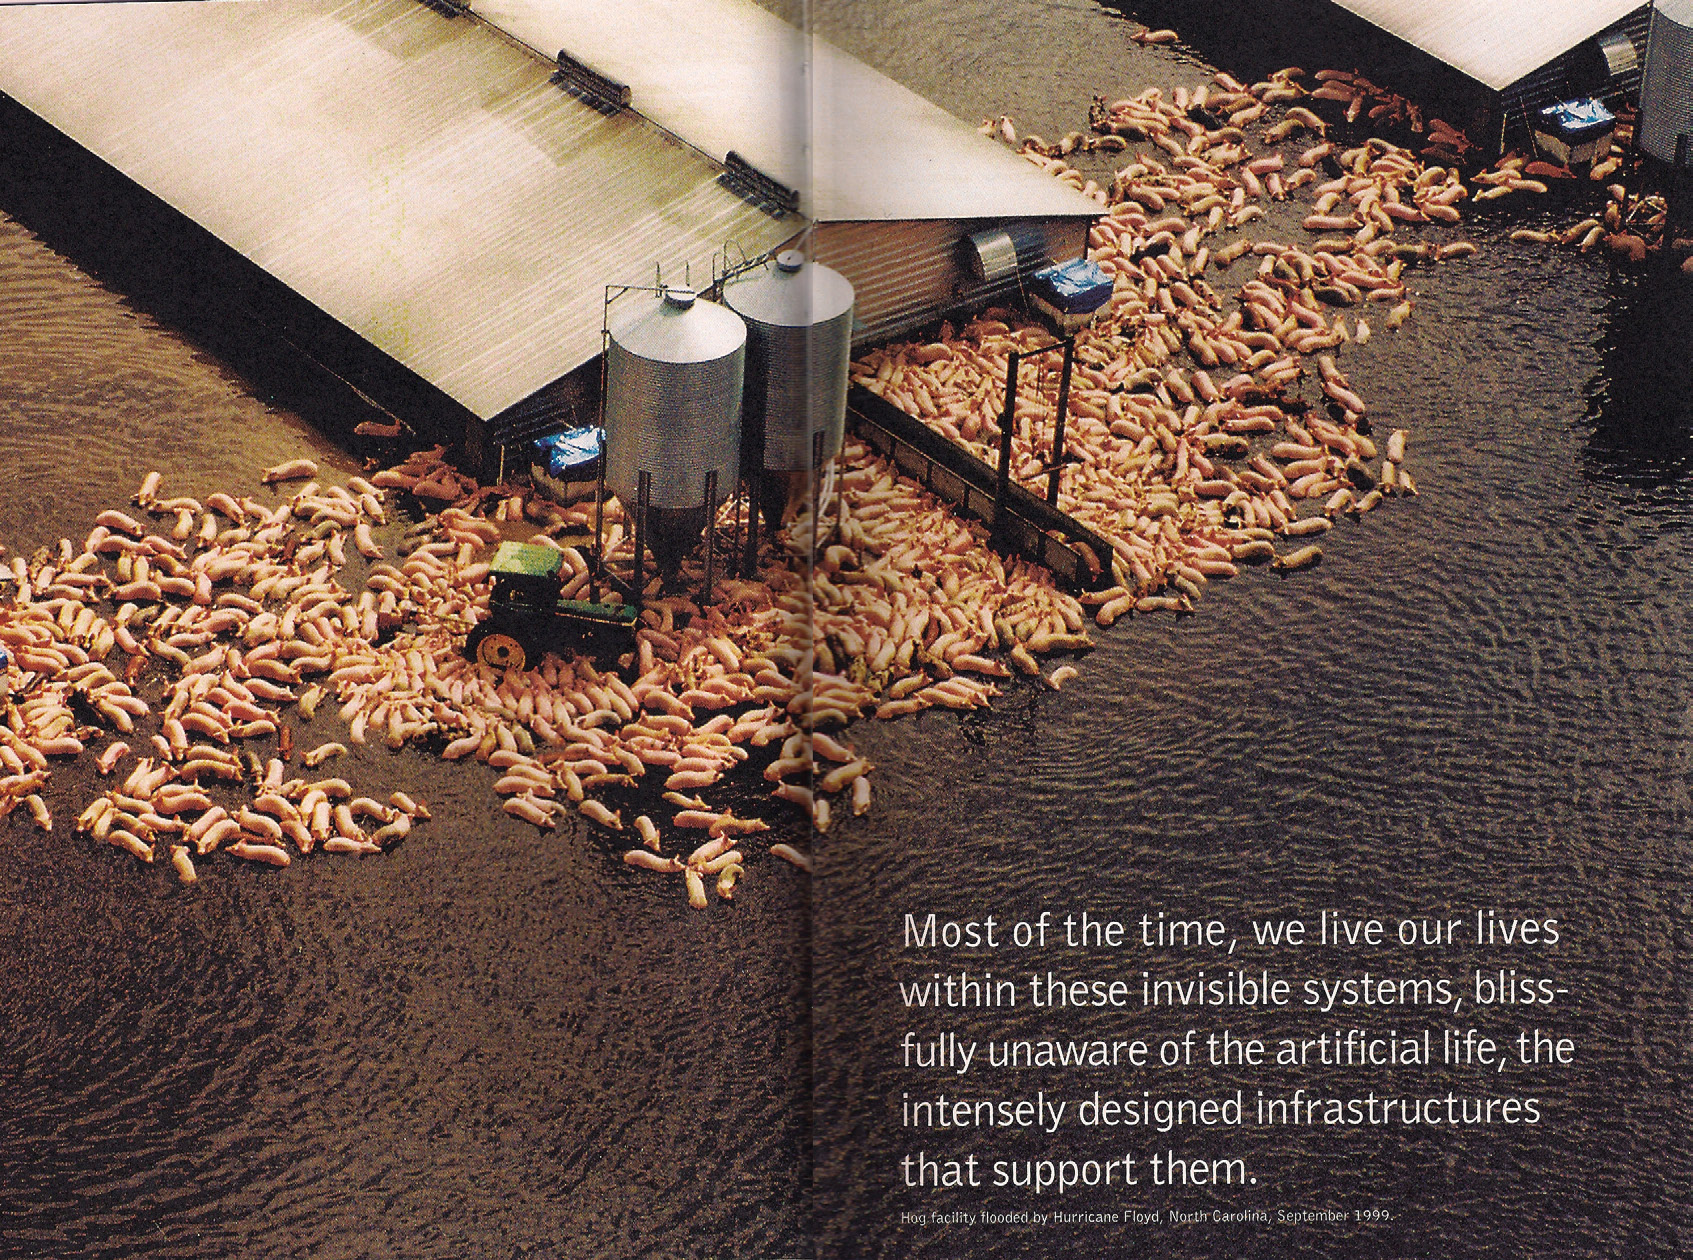 Most of the time, we live our lives
within these invisible systems, bliss-
fully unaware of the artificial life, the
intensely designed infrastructures
that support them.
Hog facility flooded by Hurricane Floyd, North Carolina, September 1999.